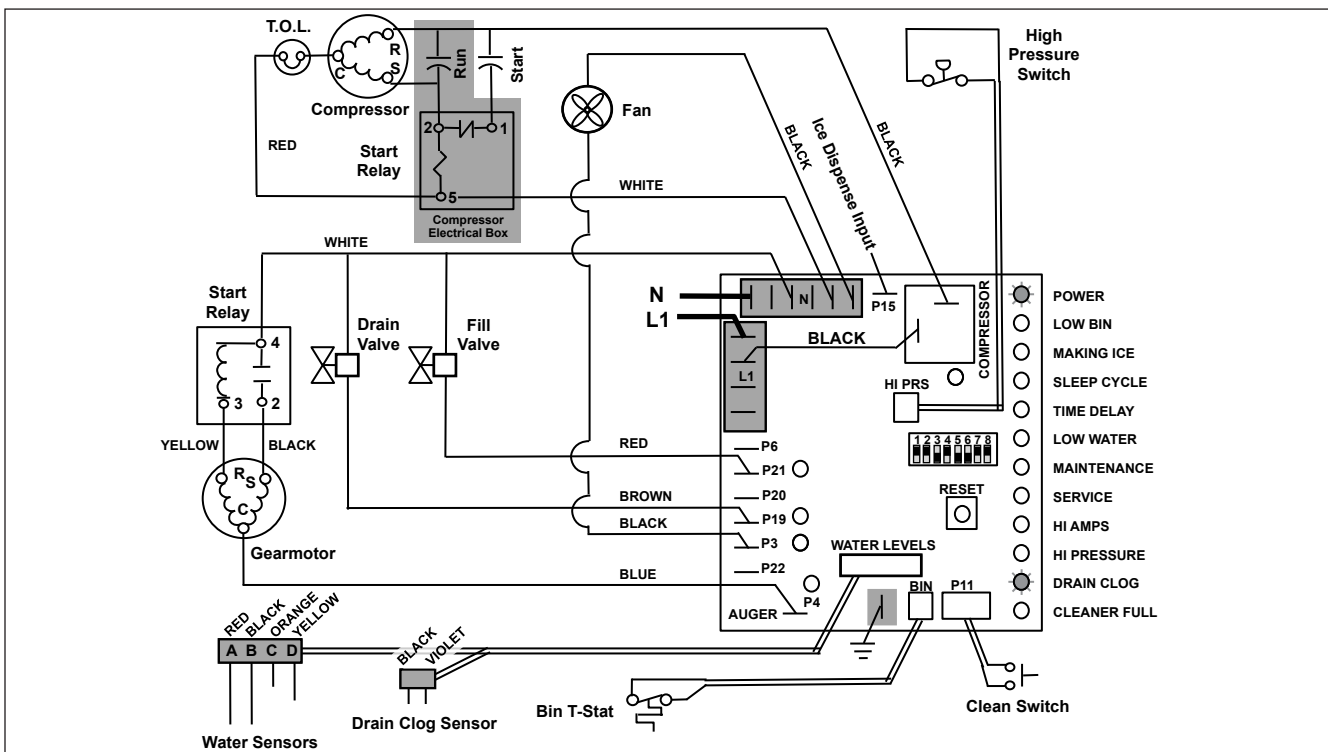 T.O.L.
R
S
C
Compressor
Run
Start
2
1
Start
Relay
5
Compressor
Electrical Box
RED
WHITE
Fan
BLACK
Ice Dispense Input
BLACK
High
Pressure
Switch
WHITE
Start
Relay
4
3
2
YELLOW
BLACK
R
S
C
Gearmotor
Drain
Valve
Fill
Valve
N
L1
N
L1
P15
BLACK
COMPRESSOR
HI PRS
1 2 3 4 5 6 7 8
RESET
POWER
LOW BIN
MAKING ICE
SLEEP CYCLE
TIME DELAY
LOW WATER
MAINTENANCE
SERVICE
HI AMPS
HI PRESSURE
DRAIN CLOG
CLEANER FULL
P6
RED
P21
P20
BROWN
P19
BLACK
P3
P22
BLUE
P4
AUGER
WATER LEVELS
BIN
P11
RED
BLACK
ORANGE
YELLOW
A B C D
Water Sensors
BLACK
VIOLET
Drain Clog Sensor
Bin T-Stat
Clean Switch